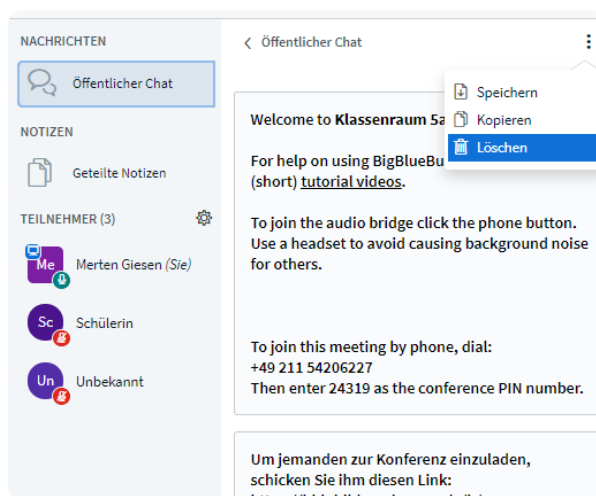 NACHRICHTEN
Öffentlicher Chat
NOTIZEN
Geteilte Notizen
TEILNEHMER (3)
Me
Merten Giesen (Sie)
Sc
Schülerin
Un
Unbekannt
Öffentlicher Chat
Speichern
Kopieren
Löschen
Welcome to Klassenraum 5a
For help on using
(short) tutorial videos.
To join the audio bridge click the phone button.
Use a headset to avoid causing background noise
for others.
To join this meeting by phone, dial:
+49 211 54206227
Then enter 24319 as the conference PIN number.
Um jemanden zur Konferenz einzuladen,
schicken Sie ihm diesen Link: